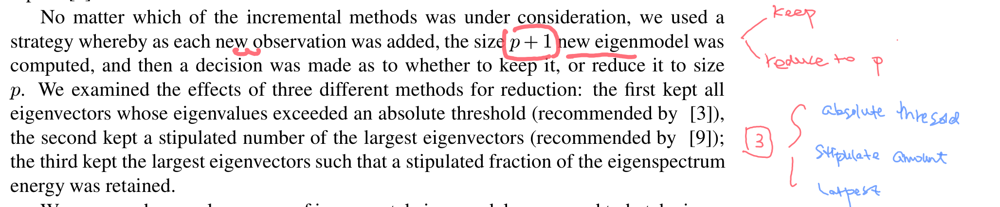 No matter which of the incremental methods was under consideration, we used a
strategy whereby as each new observation was added, the size p + 1 new eigenmodel was
computed, and then a decision was made as to whether to keep it, or reduce it to size
p. We examined the effects of three different methods for reduction: the first kept all
eigenvectors whose eigenvalues exceeded an absolute threshold (recommended by [3]),
the second kept a stipulated number of the largest eigenvectors (recommended by [9]);
the third kept the largest eigenvectors such that a stipulated fraction of the eigenspectrum
energy was retained.
keep
reduce to p
3
absolute thresold
Stipulate amount
Largest